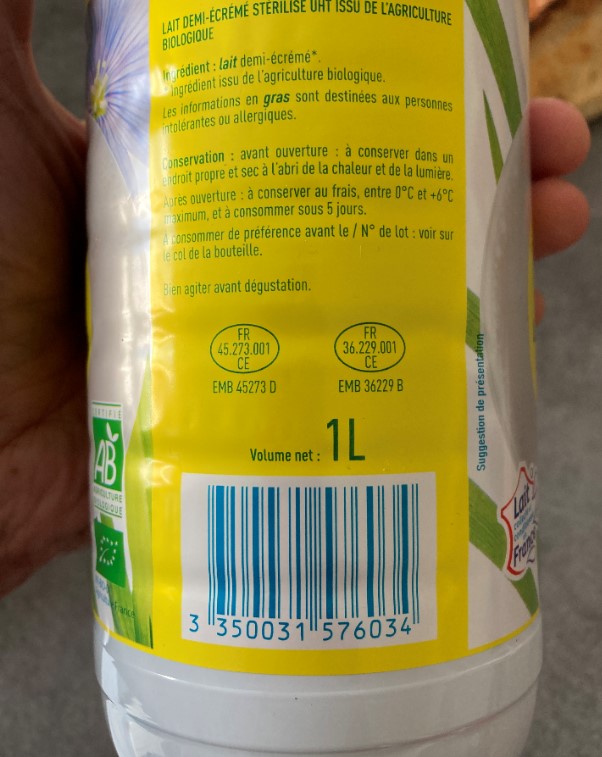 LAIT DEMI-ÉCRÉMÉ STÉRILISÉ UHT ISSU DE L'AGRICULTURE
BIOLOGIQUE
Ingrédient : lait demi-écrémé*.
*Ingrédient issu de l'agriculture biologique.
Les informations en gras sont destinées aux personnes
intolérantes ou allergiques.
Conservation : avant ouverture : à conserver dans un
endroit propre et sec à l'abri de la chaleur et de la lumière.
Après ouverture : à conserver au frais, entre 0°C et +6°C
maximum, et à consommer sous 5 jours.
A consommer de préférence avant le / N° de lot : voir sur
le col de la bouteille.
Bien agiter avant dégustation.
FR
45.273.001
CE
EMB 45273 D
FR
36.229.001
CE
EMB 36229 B
Volume net : 1L
Suggestion de présentation
AB
Lait
France
3 350031 576034